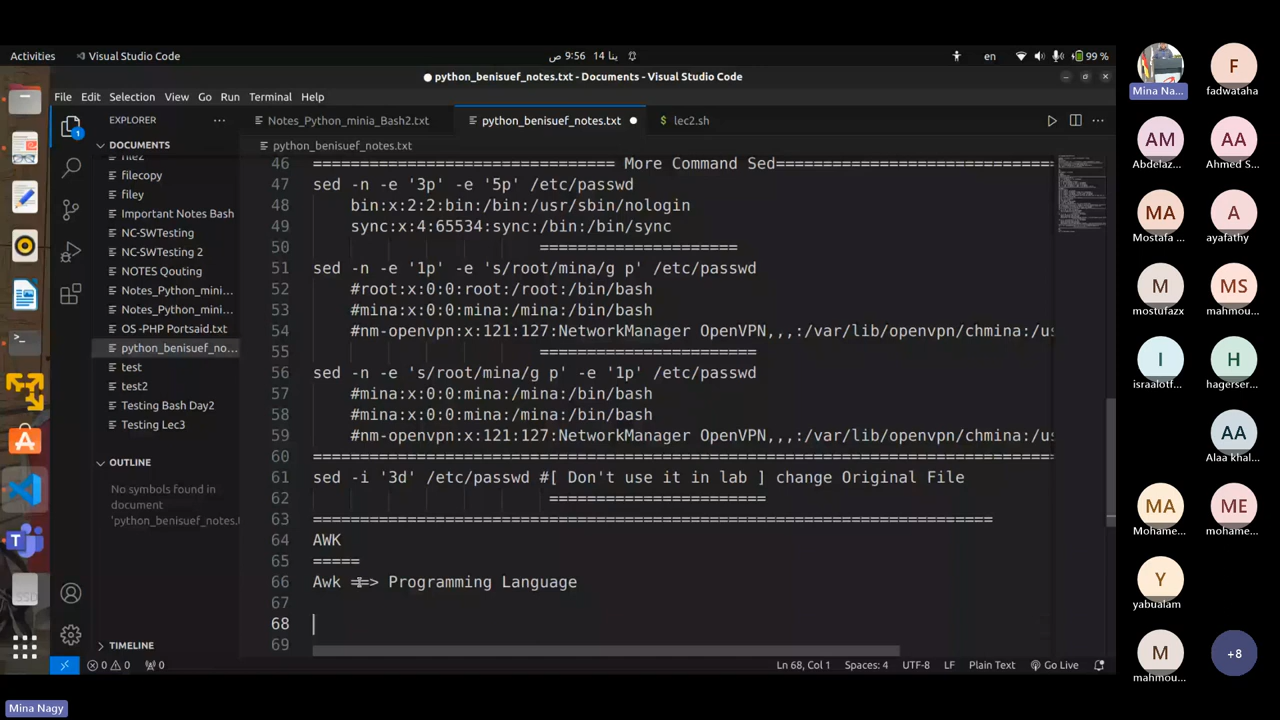 Activities
Visual Studio Code
9:56 ص
14 ينا
en
99 %
python_benisuef_notes.txt - Documents - Visual Studio Code
File Edit Selection View Go Run Terminal Help
EXPLORER
Notes_Python_minia_Bash2.txt
python_benisuef_notes.txt
$ lec2.sh
DOCUMENTS
python_benisuef_notes.txt
file2
filecopy
filey
Important Notes Bash
NC-SWTesting
NC-SWTesting 2
NOTES Qouting
Notes_Python_mini...
Notes_Python_mini...
OS -PHP Portsaid.txt
python_benisuef_no...
test
test2
Testing Bash Day2
Testing Lec3
OUTLINE
No symbols found in
document
'python_benisuef_notes.t
TIMELINE
46 ================================ More Command Sed==============================
47 sed -n -e '3p' -e '5p' /etc/passwd
48 bin:x:2:2:bin:/bin:/usr/sbin/nologin
49 sync:x:4:65534:sync:/bin:/bin/sync
50 =====================
51 sed -n -e '1p' -e 's/root/mina/g p' /etc/passwd
52 #root:x:0:0:root:/root:/bin/bash
53 #mina:x:0:0:mina:/mina:/bin/bash
54 #nm-openvpn:x:121:127:NetworkManager OpenVPN,,,:/var/lib/openvpn/chmina:/us
55 =======================
56 sed -n -e 's/root/mina/g p' -e '1p' /etc/passwd
57 #mina:x:0:0:mina:/mina:/bin/bash
58 #mina:x:0:0:mina:/mina:/bin/bash
59 #nm-openvpn:x:121:127:NetworkManager OpenVPN,,,:/var/lib/openvpn/chmina:/us
60 ===============================================================================
61 sed -i '3d' /etc/passwd #[ Don't use it in lab ] change Original File
62 =======================
63 ========================================================================
64 AWK
65 =====
66 Awk ==> Programming Language
67
68
69
0 0 0
Ln 68, Col 1
Spaces: 4
UTF-8
LF
Plain Text
Go Live
1
SSD
Mina Na...
F
fadwataha
AM
Abdelaz...
AA
Ahmed S...
MA
Mostafa ...
A
ayafathy
M
mostufazx
MS
mahmou...
I
israalotf...
H
hagerser...
AA
Alaa khal...
MA
Mohame...
ME
mohame...
Y
yabualam
M
mahmou...
+8
Mina Nagy